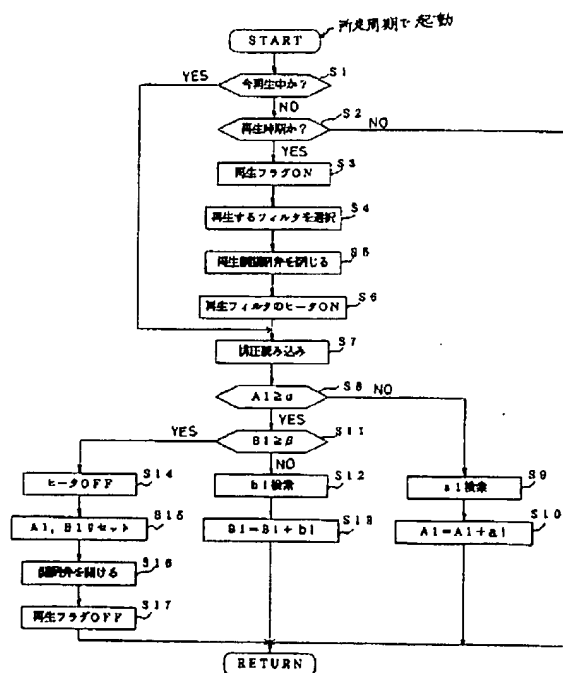 所定周期で起動
START
S1
YES
今再生中か?
NO
S2
再生時期か?
NO
YES
S3
再生フラグON
S4
再生するフィルタを選択
S5
再生側開閉弁を閉じる
S6
再生フィルタのヒータON
S7
読み込み
S8
A1≧α
NO
YES
S11
YES
B1≧β
NO
S14
S12
S9
ヒータOFF
b1検索
a1検索
S15
S13
S10
A1, B1リセット
B1=B1+b1
A1=A1+a1
S16
開閉弁を開ける
S17
再生フラグOFF
RETURN